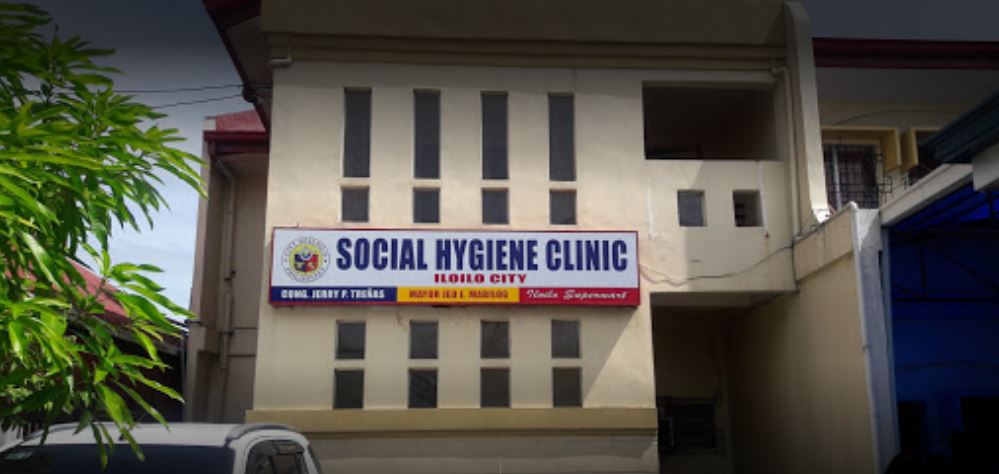 SOCIAL HYGIENE CLINIC
ILOILO CITY
CONG. JERRY P. TREÑAS MAYOR JED E. MABILOG Iloilo Supermart